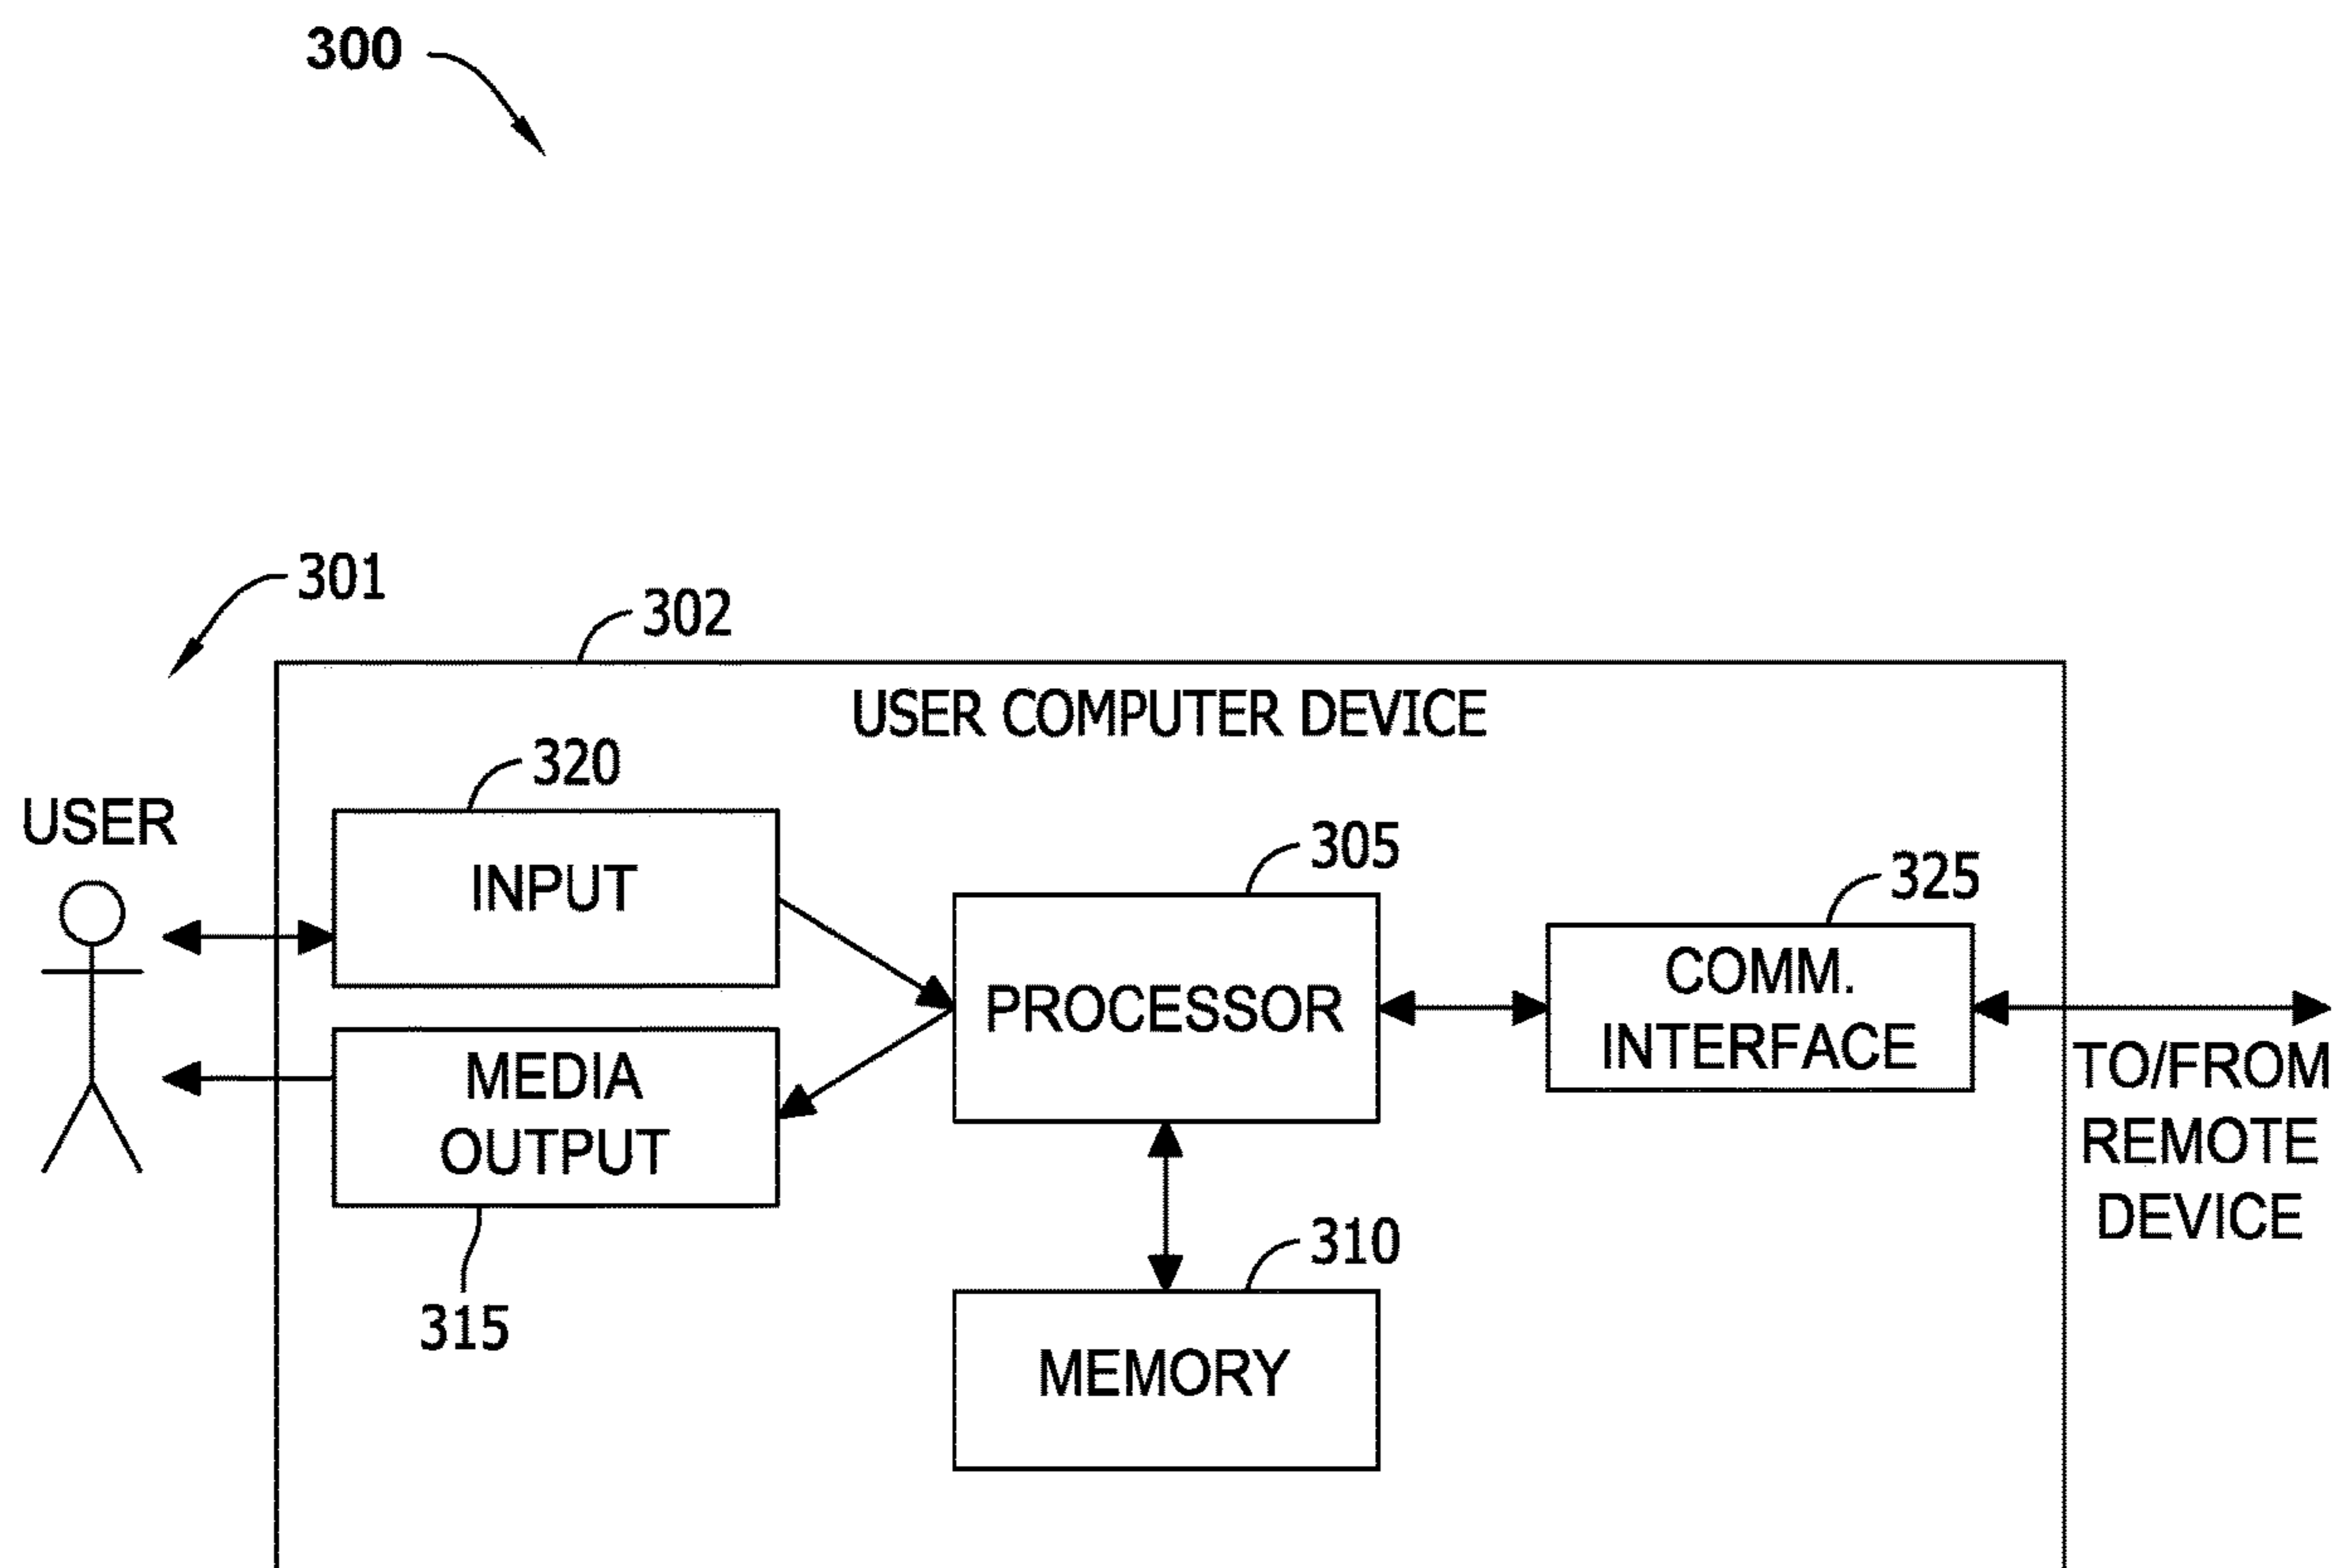 300
301
302
USER COMPUTER DEVICE
320
USER
INPUT
305
325
PROCESSOR
COMM.
INTERFACE
MEDIA
OUTPUT
TO/FROM
REMOTE
DEVICE
315
310
MEMORY